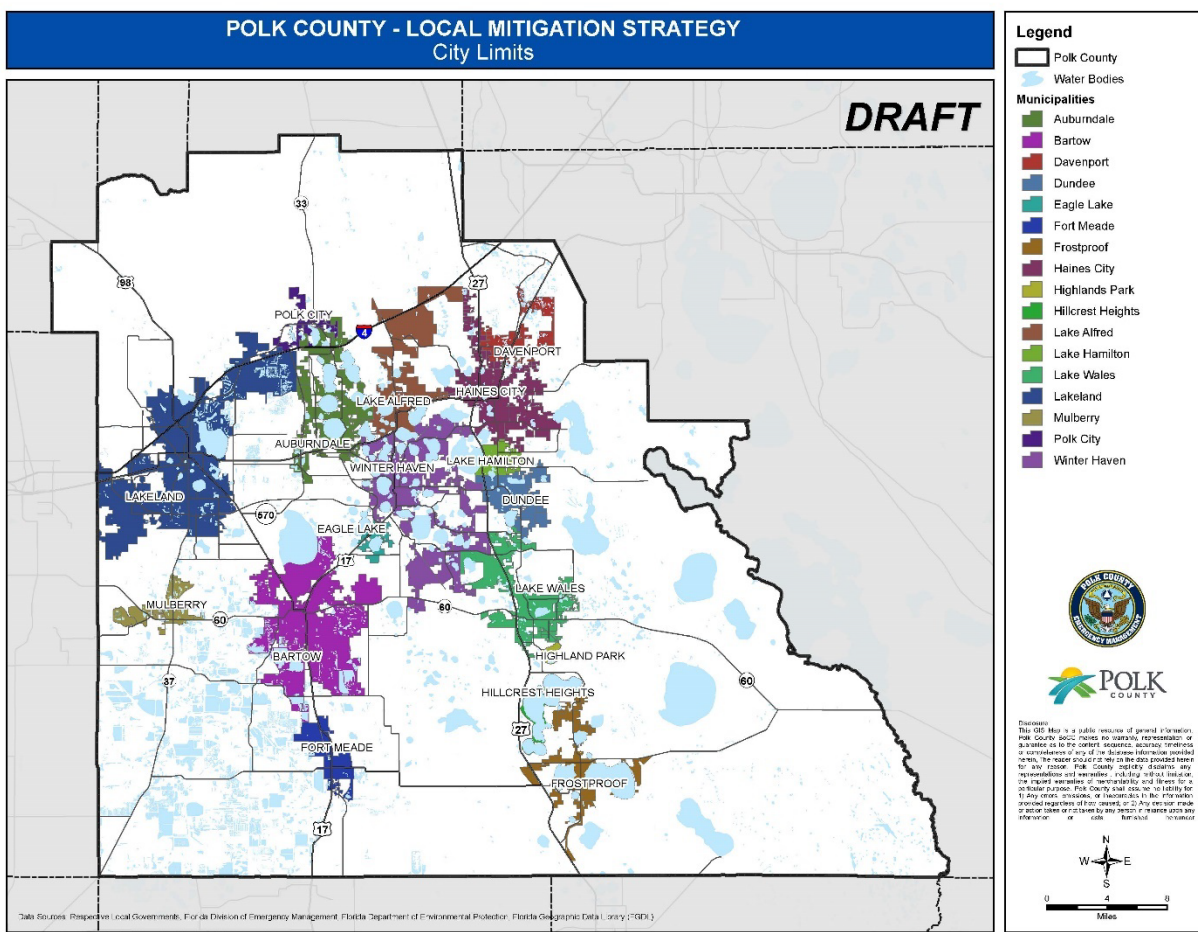 POLK COUNTY - LOCAL MITIGATION STRATEGY
City Limits
DRAFT
33
98
27
POLK CITY
4
DAVENPORT
LAKE ALFRED
HAINES CITY
AUBURNDALE
WINTER HAVEN
LAKE HAMILTON
LAKELAND
DUNDEE
570
EAGLE LAKE
17
LAKE WALES
MULBERRY
60
60
BARTOW
HIGHLAND PARK
37
60
HILLCREST HEIGHTS
27
FORT MEADE
FROSTPROOF
17
Data Sources: Respective Local Governments, Florida Division of Emergency Management, Florida Department of Environmental Protection, Florida Geographic Data Library (FGDL)
Legend
Polk County
Water Bodies
Municipalities
Auburndale
Bartow
Davenport
Dundee
Eagle Lake
Fort Meade
Frostproof
Haines City
Highlands Park
Hillcrest Heights
Lake Alfred
Lake Hamilton
Lake Wales
Lakeland
Mulberry
Polk City
Winter Haven
POLK COUNTY
EMERGENCY MANAGEMENT
POLK
COUNTY
Disclosure
This GIS Map is a public resource of general information.
Polk County BoCC makes no warranty, representation or
guarantee as to the content, sequence, accuracy, timeliness
or completeness of any of the database information provided
herein. The reader should not rely on the data provided herein
for any reason. Polk County explicitly disclaims any
representations and warranties, including without limitation,
the implied warranties of merchantability and fitness for a
particular purpose. Polk County shall assume no liability for:
1) Any errors, omissions, or inaccuracies in the information
provided regardless of how caused; or 2) Any decision made
or action taken or not taken by any person in reliance upon any
information or data furnished hereunder
N
W E
S
0 4 8
Miles